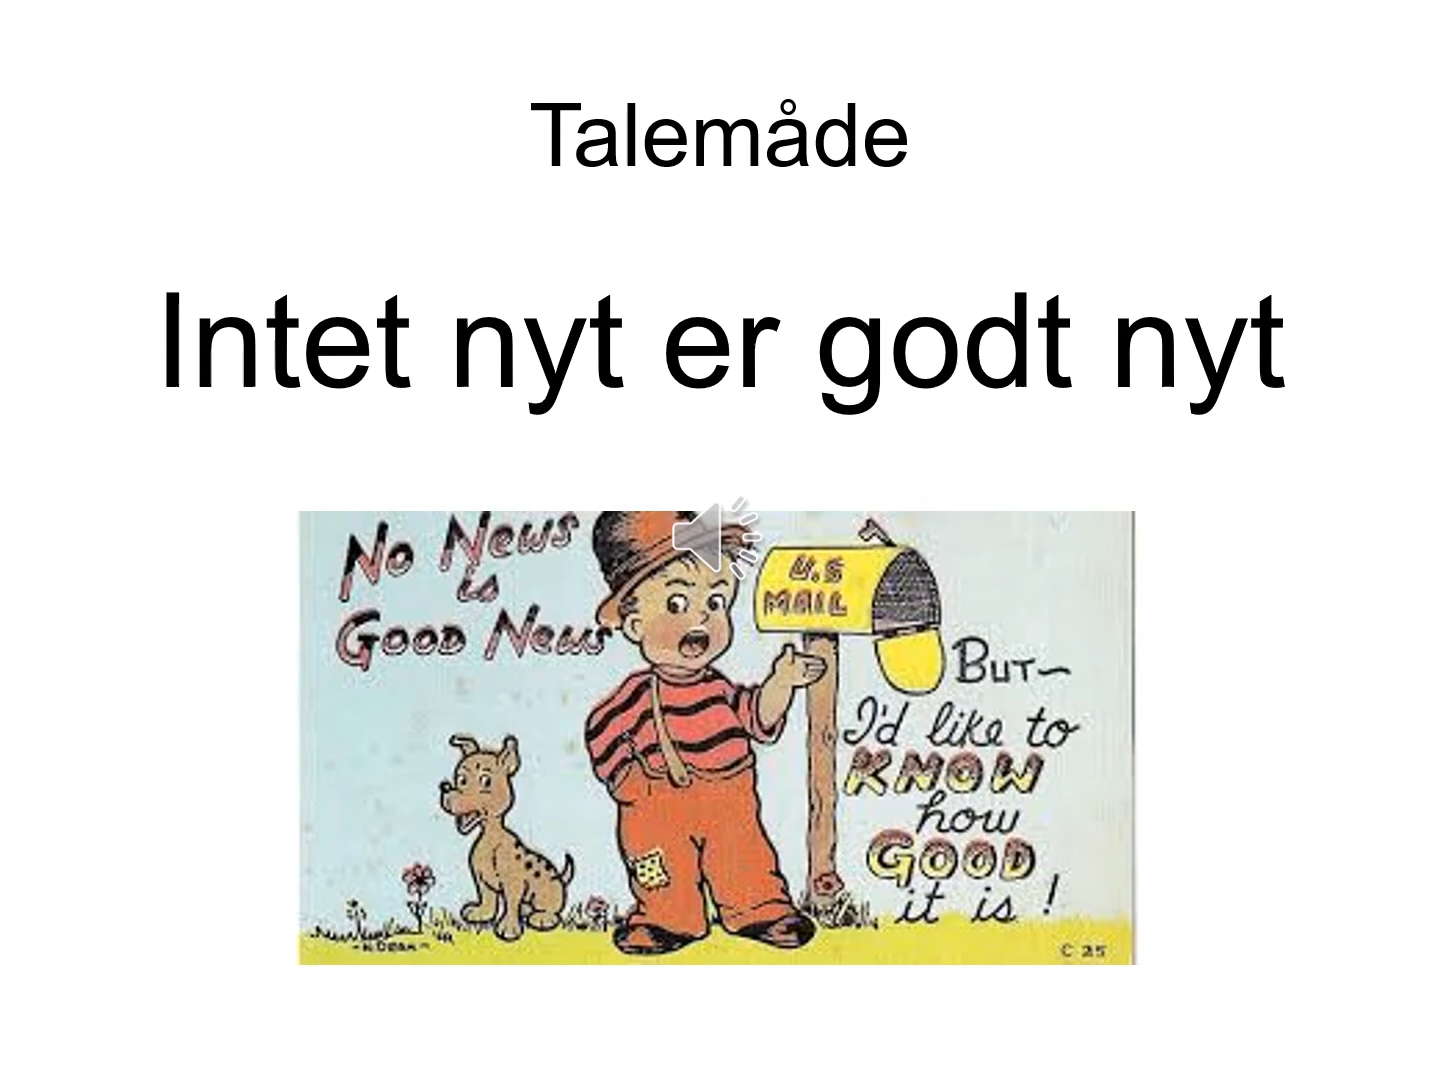 Talemåde
Intet nyt er godt nyt
No News
is
Good News
U.S
MAIL
But~
I'd like to
KNOW
how
GOOD
it is!
C 25